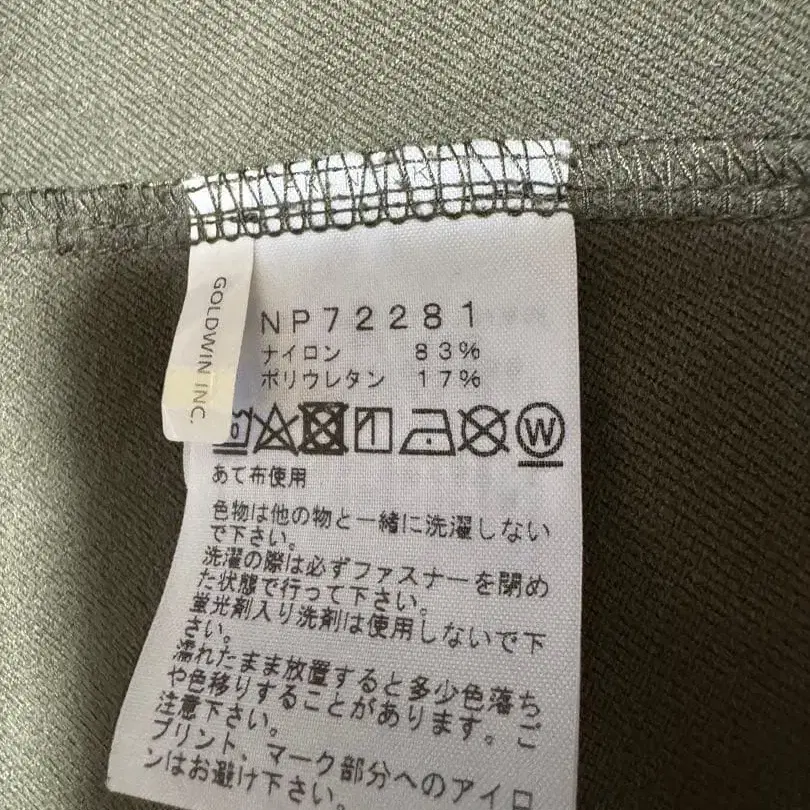 GOLDWIN INC.
NP72281
ナイロン 83%
ポリウレタン 17%
W
あて布使用
色物は他の物と一緒に洗濯しない
で下さい。
洗濯の際は必ずファスナーを閉め
た状態で行って下さい。
蛍光剤入り洗剤は使用しないで下
さい。
濡れたまま放置すると多少色落ち
や色移りすることがあります。ご
注意下さい。
プリント、マーク部分へのアイロ
ンはお避け下さい。